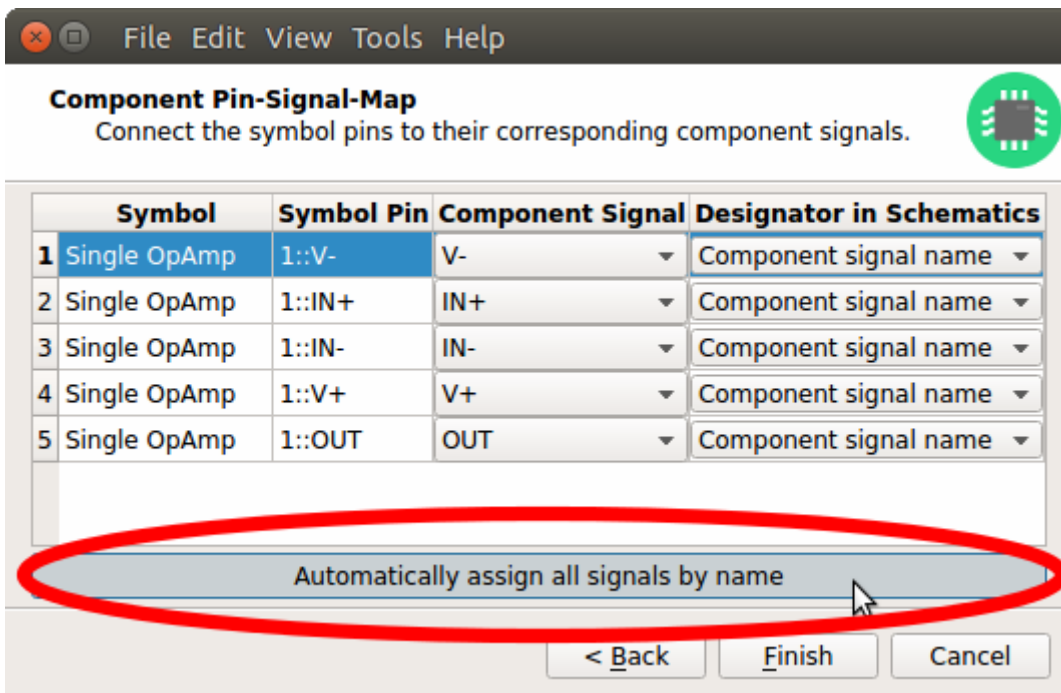 File Edit View Tools Help
Component Pin-Signal-Map
Connect the symbol pins to their corresponding component signals.
Symbol Symbol Pin Component Signal Designator in Schematics
1 Single OpAmp 1::V- V- Component signal name
2 Single OpAmp 1::IN+ IN+ Component signal name
3 Single OpAmp 1::IN- IN- Component signal name
4 Single OpAmp 1::V+ V+ Component signal name
5 Single OpAmp 1::OUT OUT Component signal name
Automatically assign all signals by name
< Back Finish Cancel